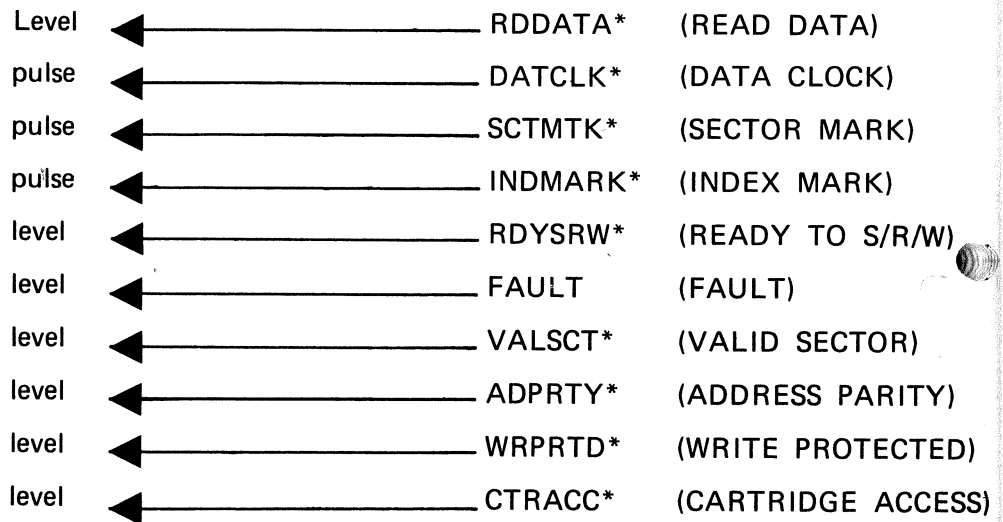 Level RDDATA* (READ DATA)
pulse DATCLK* (DATA CLOCK)
pulse SCTMTK* (SECTOR MARK)
pulse INDMARK* (INDEX MARK)
level RDYSRW* (READY TO S/R/W)
level FAULT (FAULT)
level VALSCT* (VALID SECTOR)
level ADPRTY* (ADDRESS PARITY)
level WRPRTD* (WRITE PROTECTED)
level CTRACC* (CARTRIDGE ACCESS)